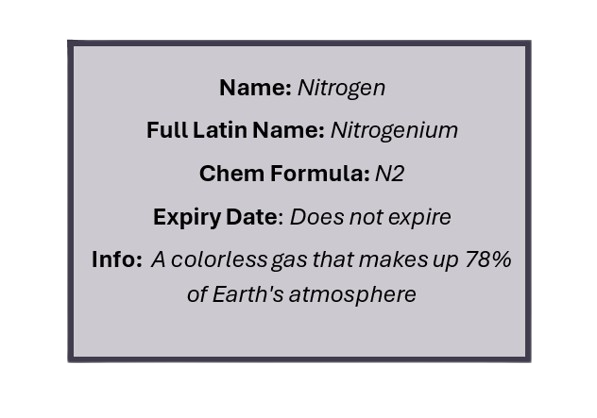 Name: Nitrogen
Full Latin Name: Nitrogenium
Chem Formula: N2
Expiry Date: Does not expire
Info: A colorless gas that makes up 78%
of Earth's atmosphere